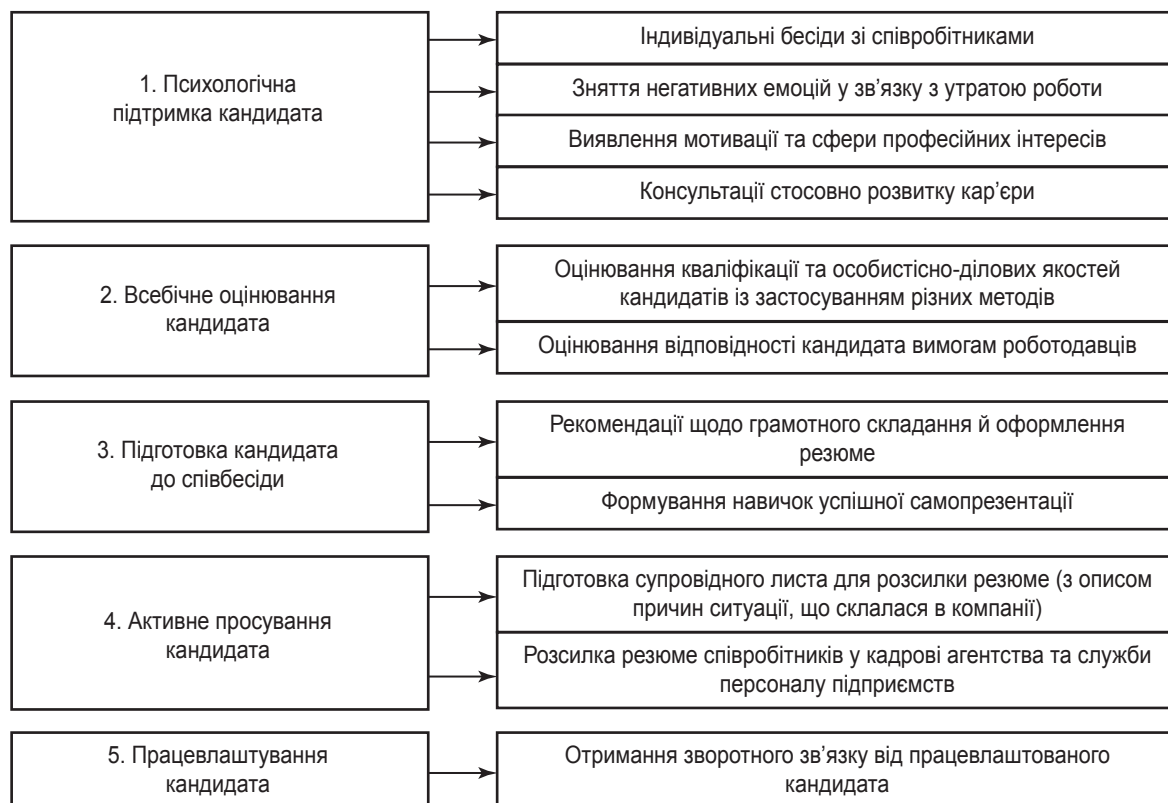 1. Психологічна
підтримка кандидата
Індивідуальні бесіди зі співробітниками
Зняття негативних емоцій у зв’язку з утратою роботи
Виявлення мотивації та сфери професійних інтересів
Консультації стосовно розвитку кар’єри
2. Всебічне оцінювання
кандидата
Оцінювання кваліфікації та особистісно-ділових якостей
кандидатів із застосуванням різних методів
Оцінювання відповідності кандидата вимогам роботодавців
3. Підготовка кандидата
до співбесіди
Рекомендації щодо грамотного складання й оформлення
резюме
Формування навичок успішної самопрезентації
4. Активне просування
кандидата
Підготовка супровідного листа для розсилки резюме (з описом
причин ситуації, що склалася в компанії)
Розсилка резюме співробітників у кадрові агентства та служби
персоналу підприємств
5. Працевлаштування
кандидата
Отримання зворотного зв’язку від працевлаштованого
кандидата